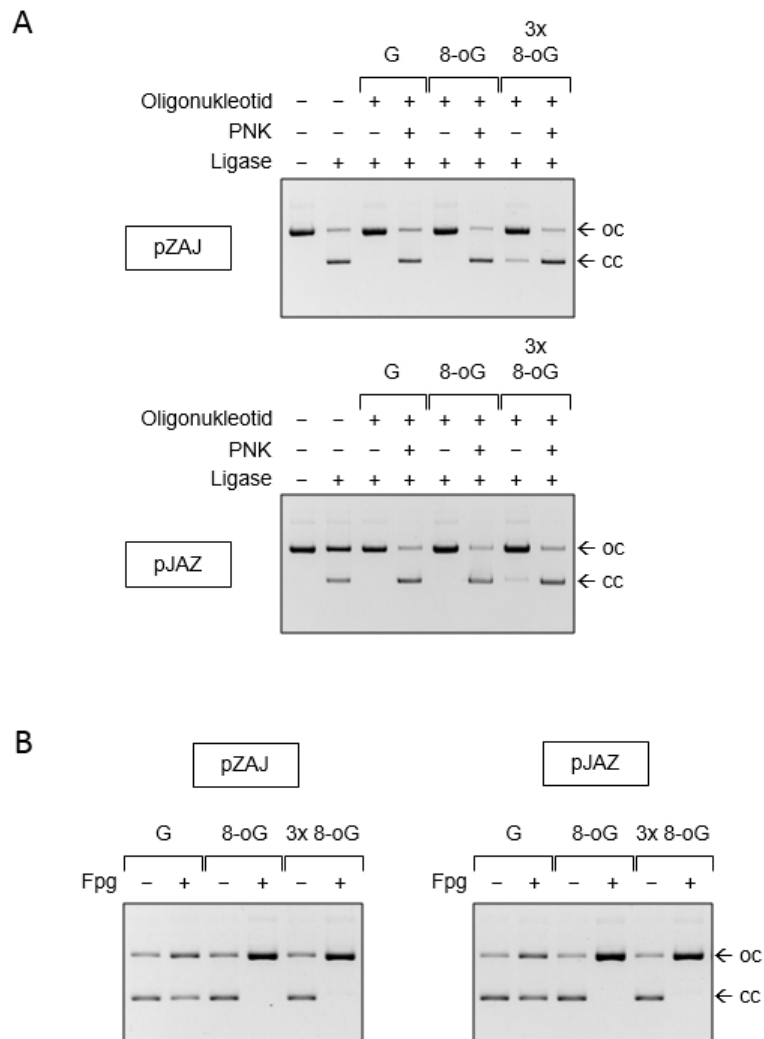 A
3x
G 8-oG 8-oG
Oligonukleotid – – + + + + + +
PNK – – – + – + – +
Ligase – + + + + + + +
pZAJ
← oc
← cc
3x
G 8-oG 8-oG
Oligonukleotid – – + + + + + +
PNK – – – + – + – +
Ligase – + + + + + + +
pJAZ
← oc
← cc
B
pZAJ pJAZ
G 8-oG 3x 8-oG G 8-oG 3x 8-oG
Fpg – + – + – + Fpg – + – + – +
← oc
← cc